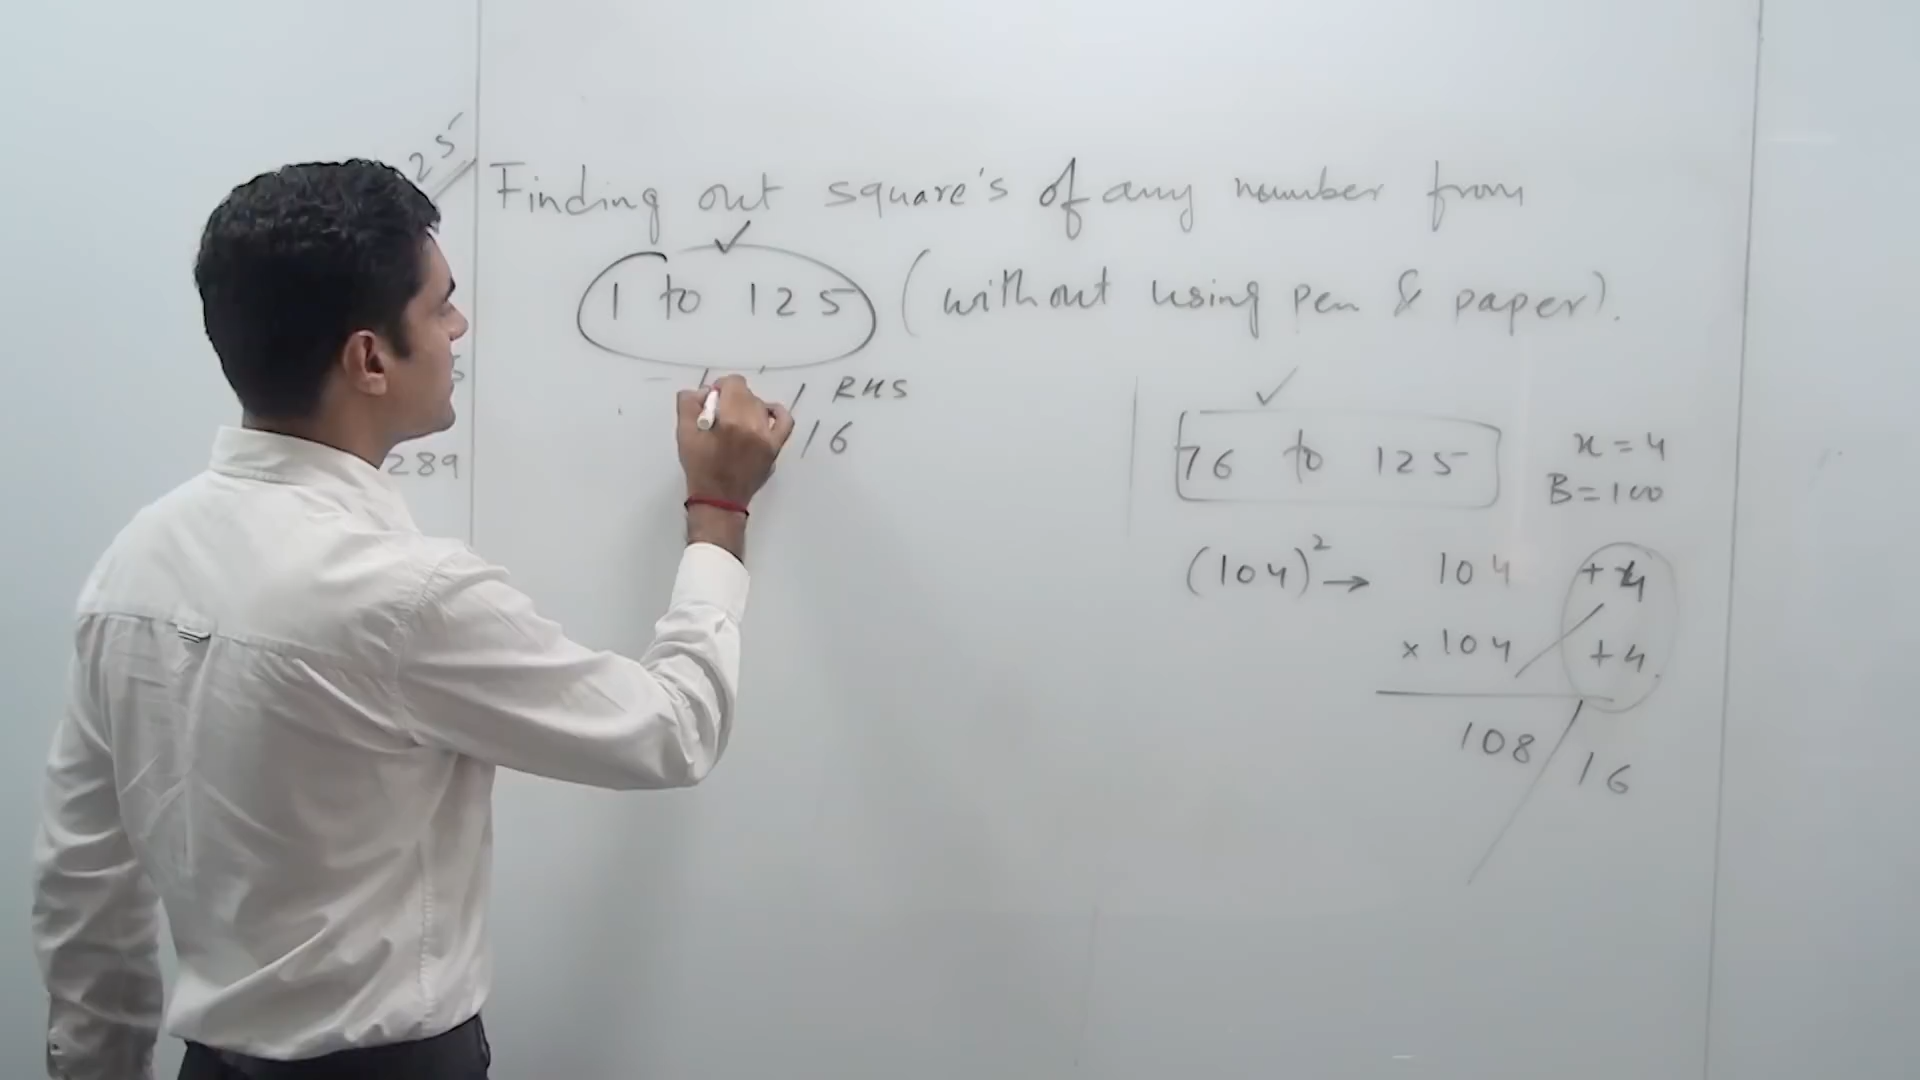 25
Finding out square's of any number from
1 to 125 (without using pen & paper).
/ RHS
/ 16
289
76 to 125
x = 4
B = 100
(104)² → 104 +4
x 104 +4
108 / 16